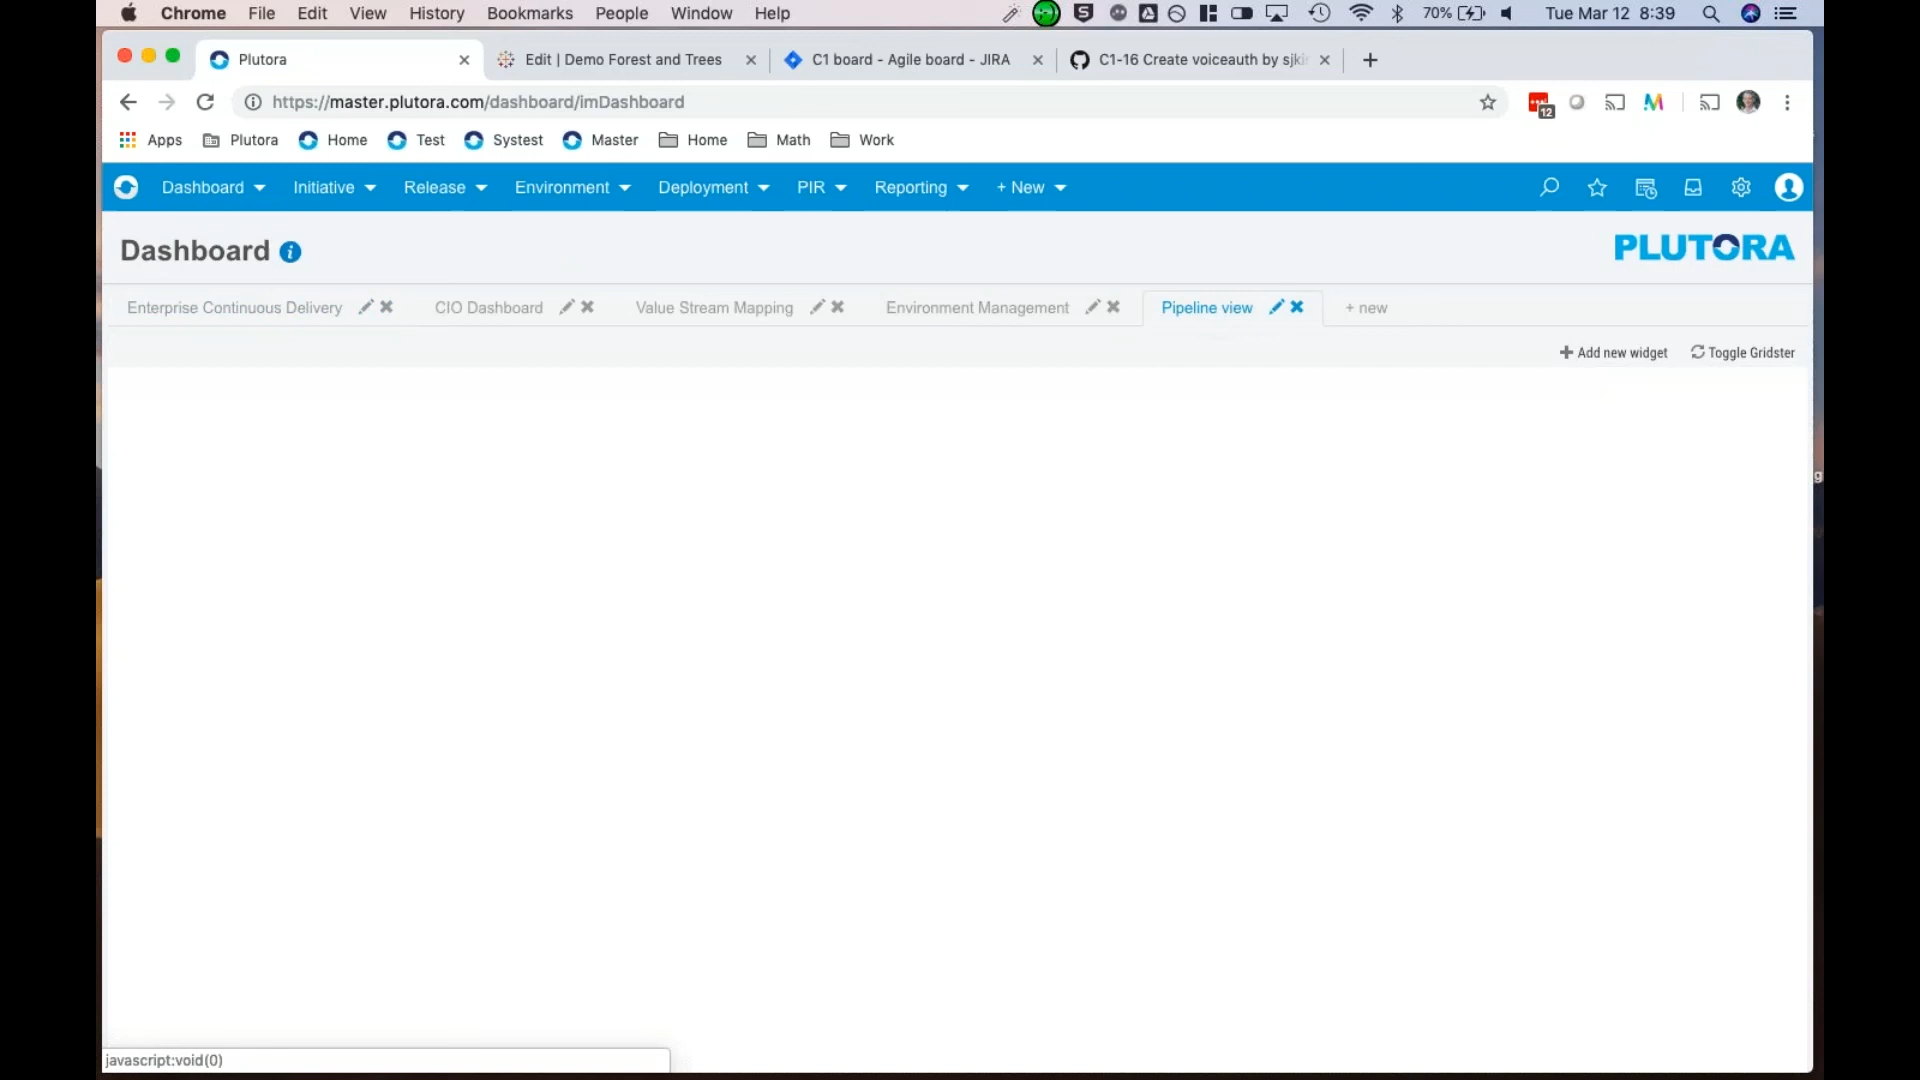 Chrome File Edit View History Bookmarks People Window Help 70% Tue Mar 12 8:39
Plutora Edit | Demo Forest and Trees C1 board - Agile board - JIRA C1-16 Create voiceauth by sjki
https://master.plutora.com/dashboard/imDashboard 12
Apps Plutora Home Test Systest Master Home Math Work
Dashboard Initiative Release Environment Deployment PIR Reporting + New
Dashboard i PLUTORA
Enterprise Continuous Delivery CIO Dashboard Value Stream Mapping Environment Management Pipeline view + new
Add new widget Toggle Gridster
g
javascript:void(0)